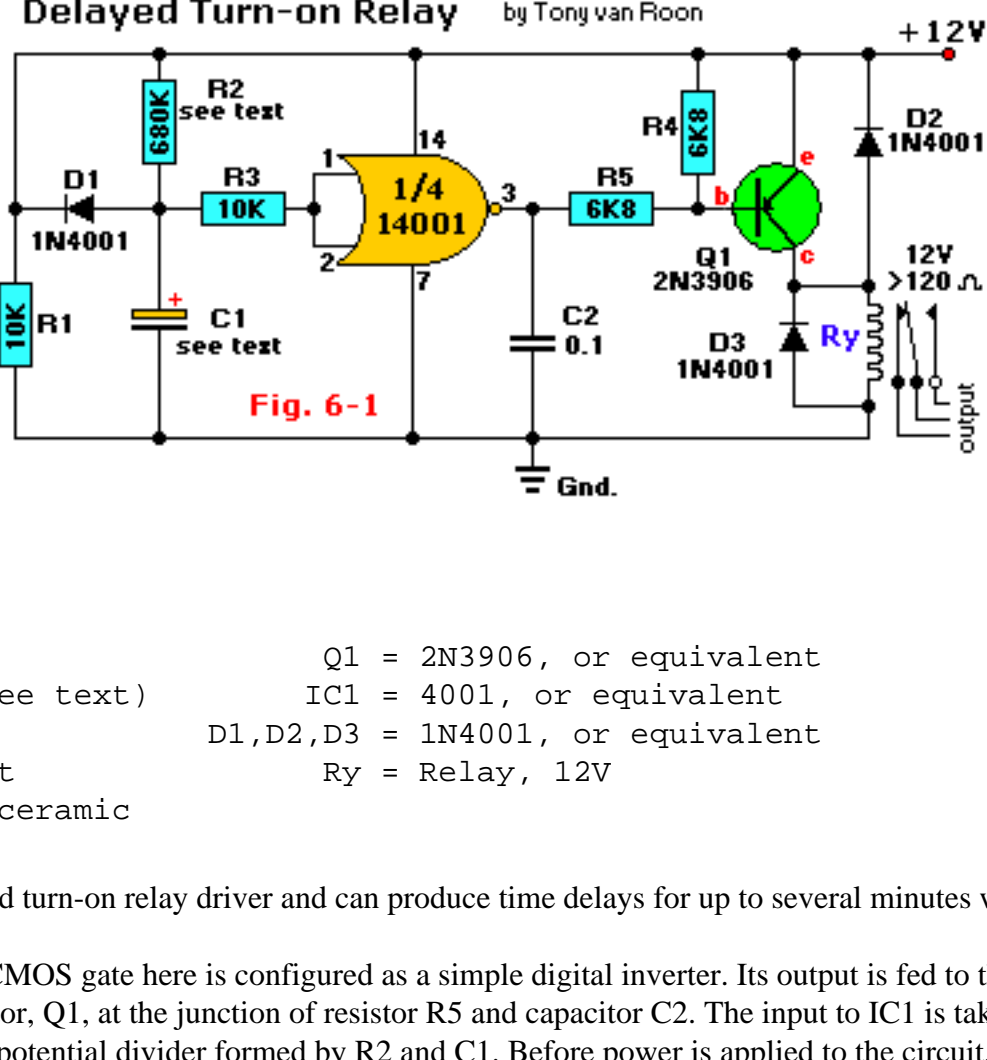 Delayed Turn-on Relay by Tony van Roon
+12V
R2
see text
680K
R4
6K8
D2
1N4001
14
1
D1
R3
10K
1/4
14001
3
R5
6K8
b
e
1N4001
2
7
Q1
2N3906
c
12V
>120 Ω
10K
R1
+
C1
see text
C2
0.1
D3
1N4001
Ry
Fig. 6-1
output
Gnd.
Q1 = 2N3906, or equivalent
ee text) IC1 = 4001, or equivalent
D1,D2,D3 = 1N4001, or equivalent
t Ry = Relay, 12V
ceramic
d turn-on relay driver and can produce time delays for up to several minutes w
CMOS gate here is configured as a simple digital inverter. Its output is fed to t
or, Q1, at the junction of resistor R5 and capacitor C2. The input to IC1 is tak
potential divider formed by R2 and C1. Before power is applied to the circuit,